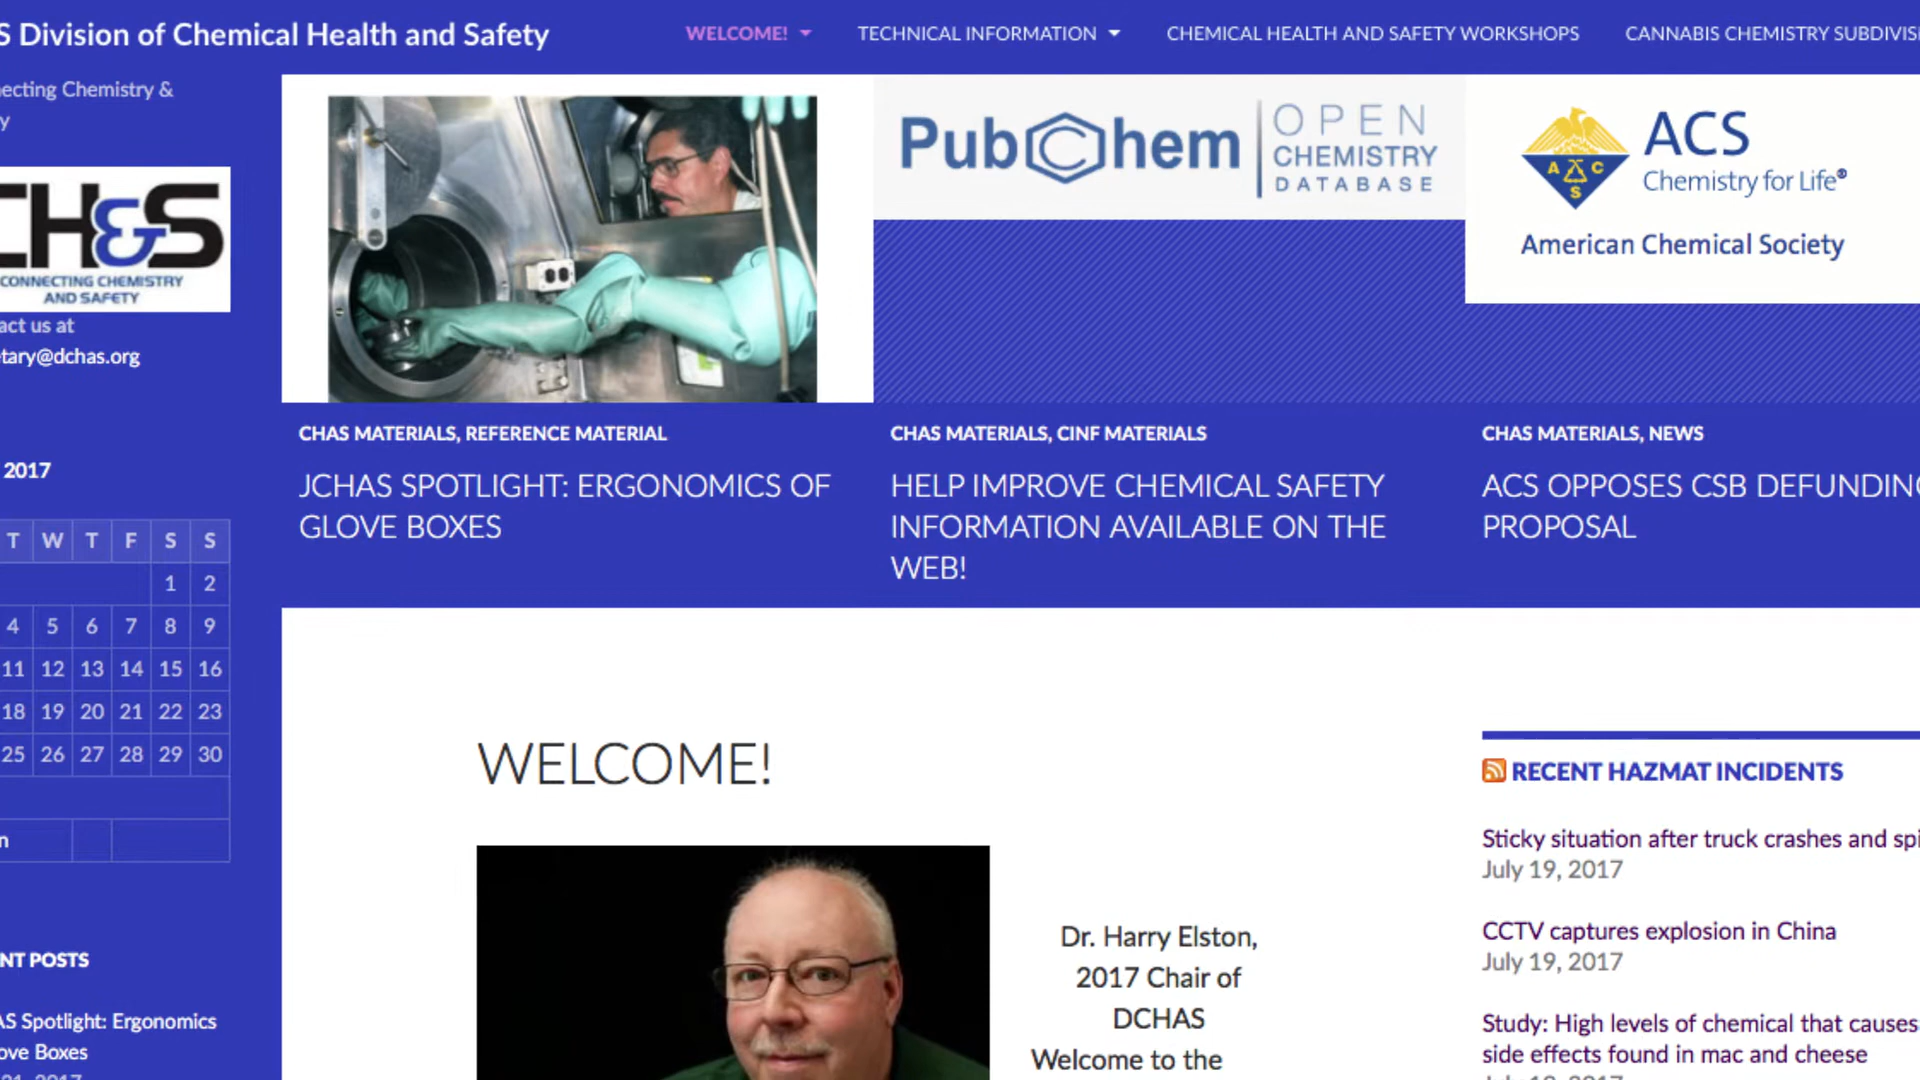 S Division of Chemical Health and Safety
WELCOME!
TECHNICAL INFORMATION
CHEMICAL HEALTH AND SAFETY WORKSHOPS
CANNABIS CHEMISTRY SUBDIVIS
ecting Chemistry &
y
CH&S
CONNECTING CHEMISTRY
AND SAFETY
act us at
tary@dchas.org
2017
T W T F S S
1 2
4 5 6 7 8 9
11 12 13 14 15 16
18 19 20 21 22 23
25 26 27 28 29 30
n
NT POSTS
AS Spotlight: Ergonomics
ove Boxes
PubChem
OPEN
CHEMISTRY
DATABASE
A C S
ACS
Chemistry for Life®
American Chemical Society
CHAS MATERIALS, REFERENCE MATERIAL
JCHAS SPOTLIGHT: ERGONOMICS OF
GLOVE BOXES
CHAS MATERIALS, CINF MATERIALS
HELP IMPROVE CHEMICAL SAFETY
INFORMATION AVAILABLE ON THE
WEB!
CHAS MATERIALS, NEWS
ACS OPPOSES CSB DEFUNDING
PROPOSAL
WELCOME!
Dr. Harry Elston,
2017 Chair of
DCHAS
Welcome to the
RECENT HAZMAT INCIDENTS
Sticky situation after truck crashes and spi
July 19, 2017
CCTV captures explosion in China
July 19, 2017
Study: High levels of chemical that causes
side effects found in mac and cheese